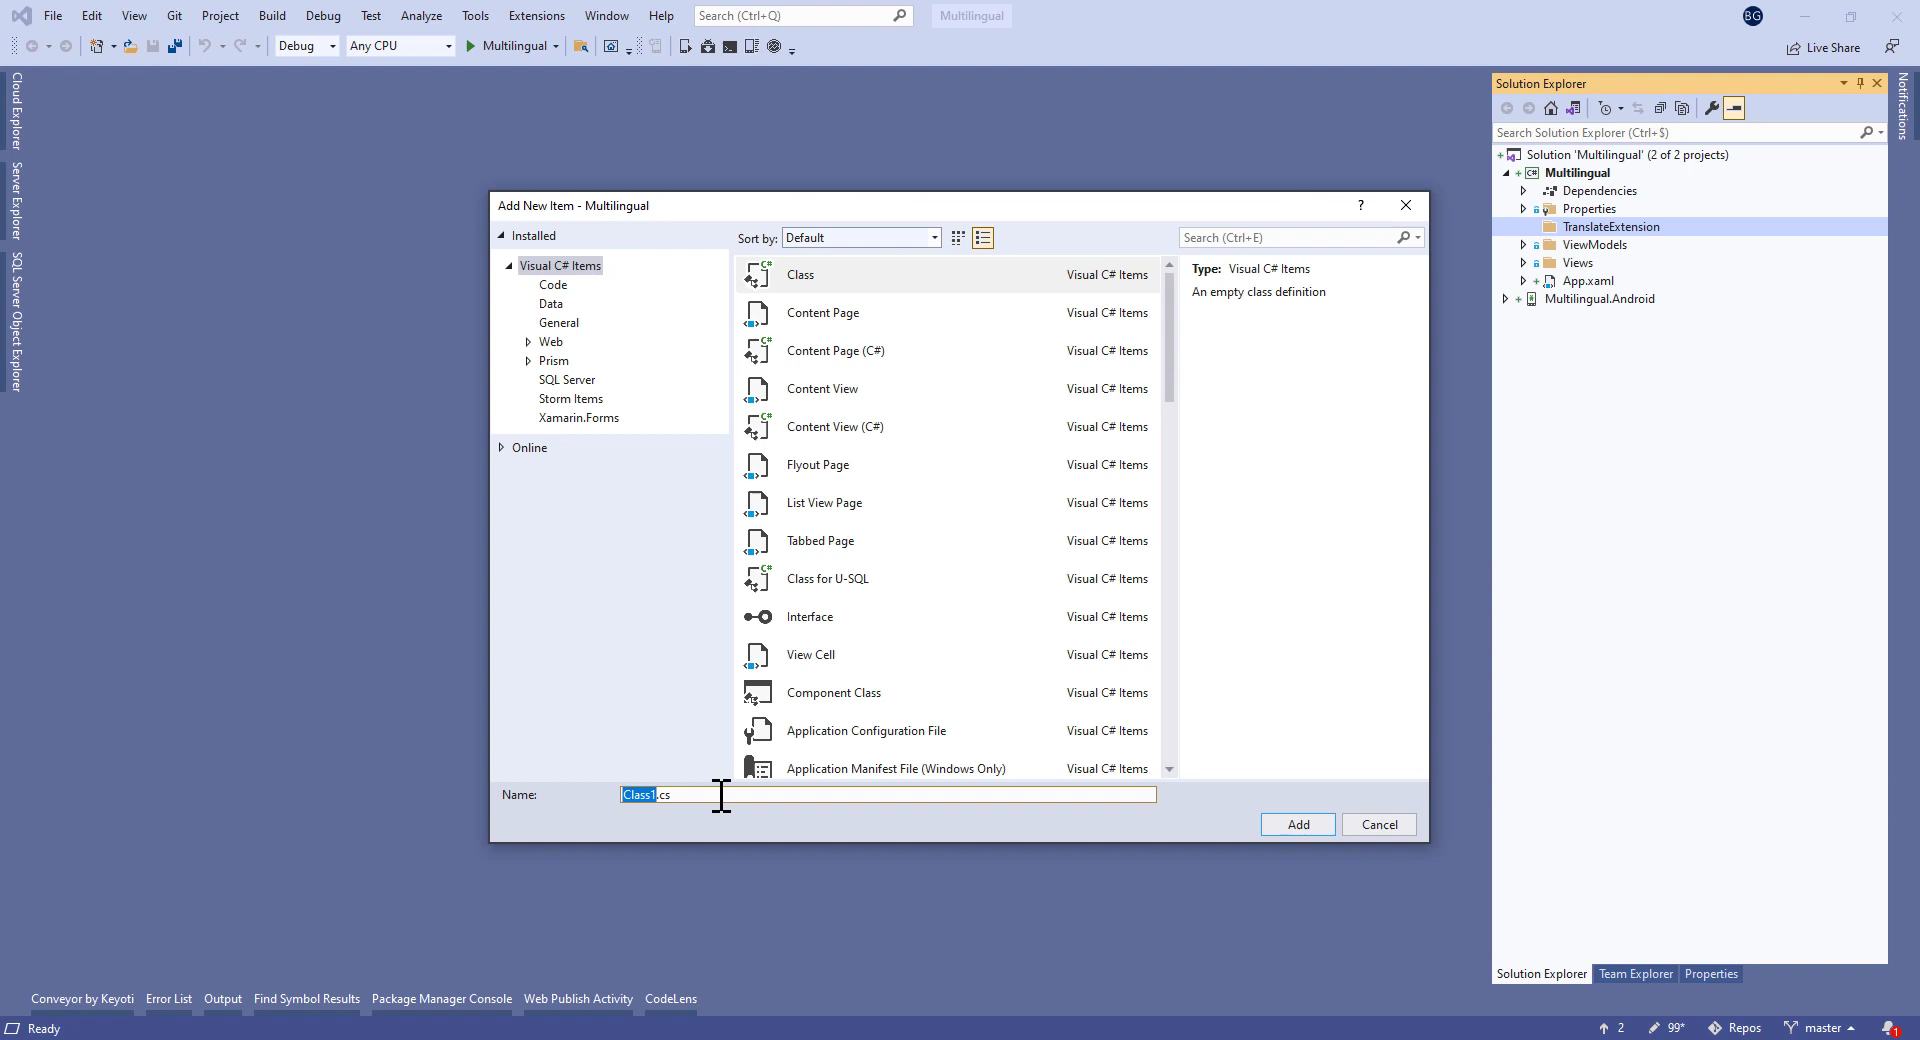 File Edit View Git Project Build Debug Test Analyze Tools Extensions Window Help Search (Ctrl+Q) Multilingual BG
Debug Any CPU Multilingual Live Share
Cloud Explorer
Server Explorer
SQL Server Object Explorer
Notifications
Solution Explorer
Search Solution Explorer (Ctrl+$)
Solution 'Multilingual' (2 of 2 projects)
C# Multilingual
Dependencies
Properties
TranslateExtension
ViewModels
Views
App.xaml
Multilingual.Android
Add New Item - Multilingual ?
Installed
Sort by: Default
Search (Ctrl+E)
Visual C# Items
Code
Data
General
Web
Prism
SQL Server
Storm Items
Xamarin.Forms
Online
C# Class Visual C# Items
Content Page Visual C# Items
C# Content Page (C#) Visual C# Items
Content View Visual C# Items
C# Content View (C#) Visual C# Items
Flyout Page Visual C# Items
List View Page Visual C# Items
Tabbed Page Visual C# Items
C# Class for U-SQL Visual C# Items
Interface Visual C# Items
View Cell Visual C# Items
Component Class Visual C# Items
Application Configuration File Visual C# Items
Application Manifest File (Windows Only) Visual C# Items
Type: Visual C# Items
An empty class definition
Name: Class1.cs
Add Cancel
Solution Explorer Team Explorer Properties
Conveyor by Keyoti Error List Output Find Symbol Results Package Manager Console Web Publish Activity CodeLens
Ready 2 99* Repos master 1